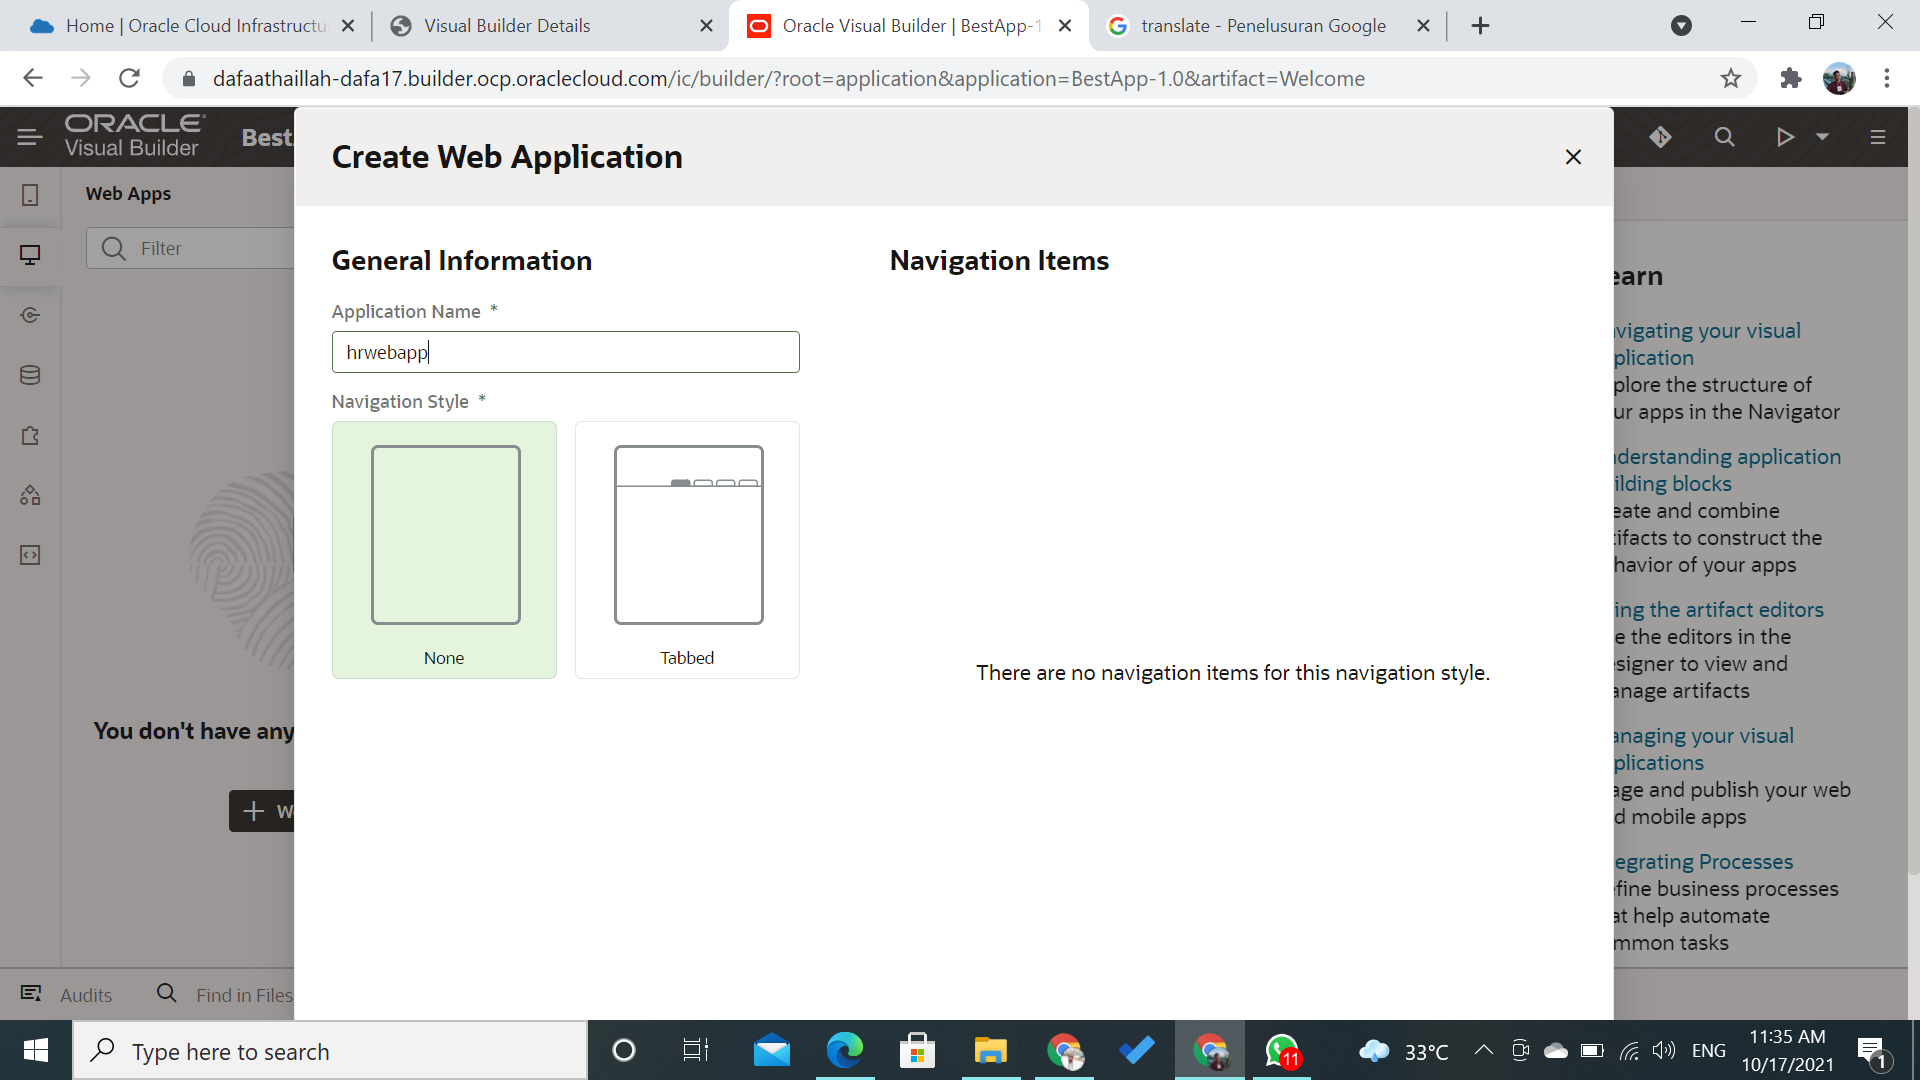 Home | Oracle Cloud Infrastructu
Visual Builder Details
Oracle Visual Builder | BestApp-1
translate - Penelusuran Google
dafaathaillah-dafa17.builder.ocp.oraclecloud.com/ic/builder/?root=application&application=BestApp-1.0&artifact=Welcome
ORACLE
Visual Builder
Best
Create Web Application
Web Apps
Filter
General Information
Navigation Items
Application Name *
hrwebapp
Navigation Style *
None
Tabbed
There are no navigation items for this navigation style.
You don't have any
W
earn
vigating your visual
plication
plore the structure of
ur apps in the Navigator
derstanding application
ilding blocks
eate and combine
tifacts to construct the
havior of your apps
ing the artifact editors
e the editors in the
signer to view and
anage artifacts
anaging your visual
plications
age and publish your web
d mobile apps
egrating Processes
fine business processes
at help automate
mmon tasks
Audits
Find in Files
Type here to search
11
33°C
ENG
11:35 AM
10/17/2021
1